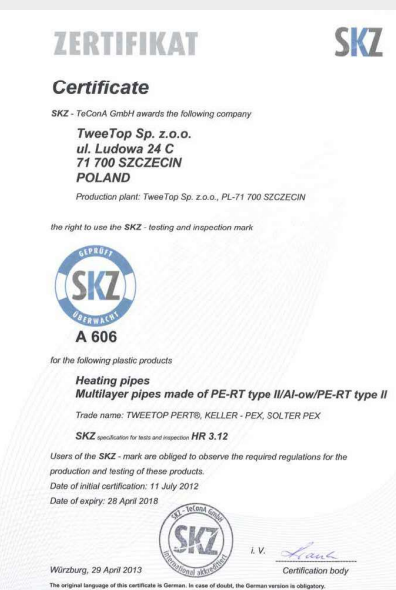 ZERTIFIKAT
SKZ
Certificate
SKZ - TeConA GmbH awards the following company
TweeTop Sp. z.o.o.
ul. Ludowa 24 C
71 700 SZCZECIN
POLAND
Production plant: TweeTop Sp. z.o.o., PL-71 700 SZCZECIN
the right to use the SKZ - testing and inspection mark
GEPRÜFT
SKZ
ÜBERWACHT
A 606
for the following plastic products
Heating pipes
Multilayer pipes made of PE-RT type II/Al-ow/PE-RT type II
Trade name: TWEETOP PERT®, KELLER - PEX, SOLTER PEX
SKZ specification for tests and inspection HR 3.12
Users of the SKZ - mark are obliged to observe the required regulations for the
production and testing of these products.
Date of initial certification: 11 July 2012
Date of expiry: 28 April 2018
SKZ - TeConA GmbH
SKZ
international akkreditiert
i. V.
Würzburg, 29 April 2013
Certification body
The original language of this certificate is German. In case of doubt, the German version is obligatory.